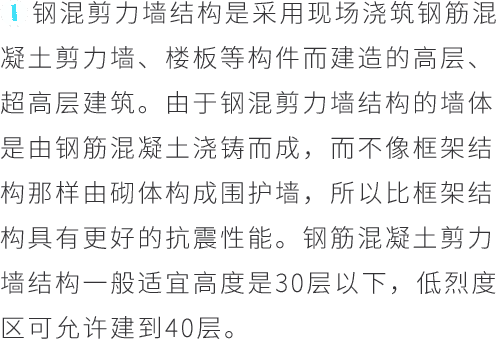 钢混剪力墙结构是采用现场浇筑钢筋混
凝土剪力墙、楼板等构件而建造的高层、
超高层建筑。由于钢混剪力墙结构的墙体
是由钢筋混凝土浇铸而成，而不像框架结
构那样由砌体构成围护墙，所以比框架结
构具有更好的抗震性能。钢筋混凝土剪力
墙结构一般适宜高度是30层以下，低烈度
区可允许建到40层。